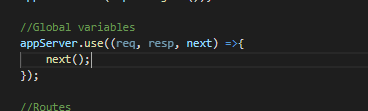 //Global variables
appServer.use((req, resp, next) =>{
    next();
});
//Routes